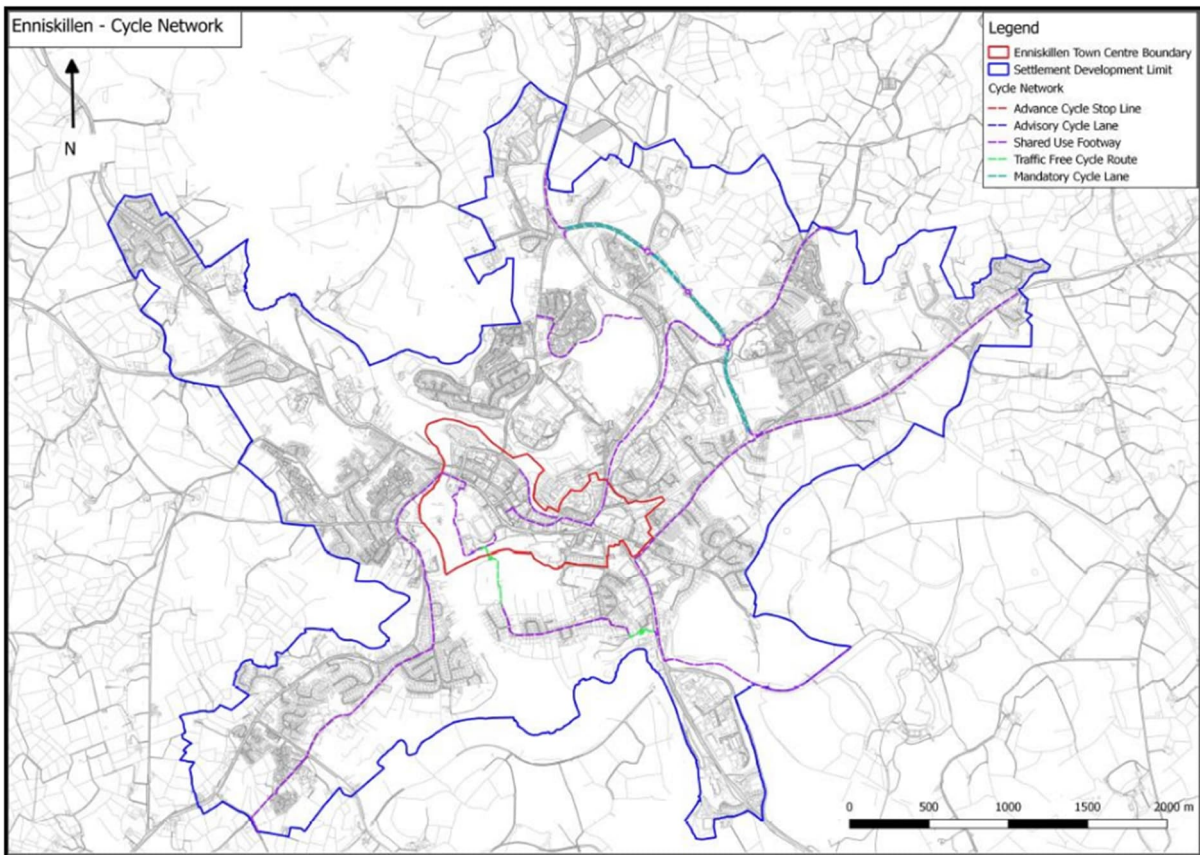 Enniskillen - Cycle Network
N
Legend
Enniskillen Town Centre Boundary
Settlement Development Limit
Cycle Network
Advance Cycle Stop Line
Advisory Cycle Lane
Shared Use Footway
Traffic Free Cycle Route
Mandatory Cycle Lane
0 500 1000 1500 2000 m